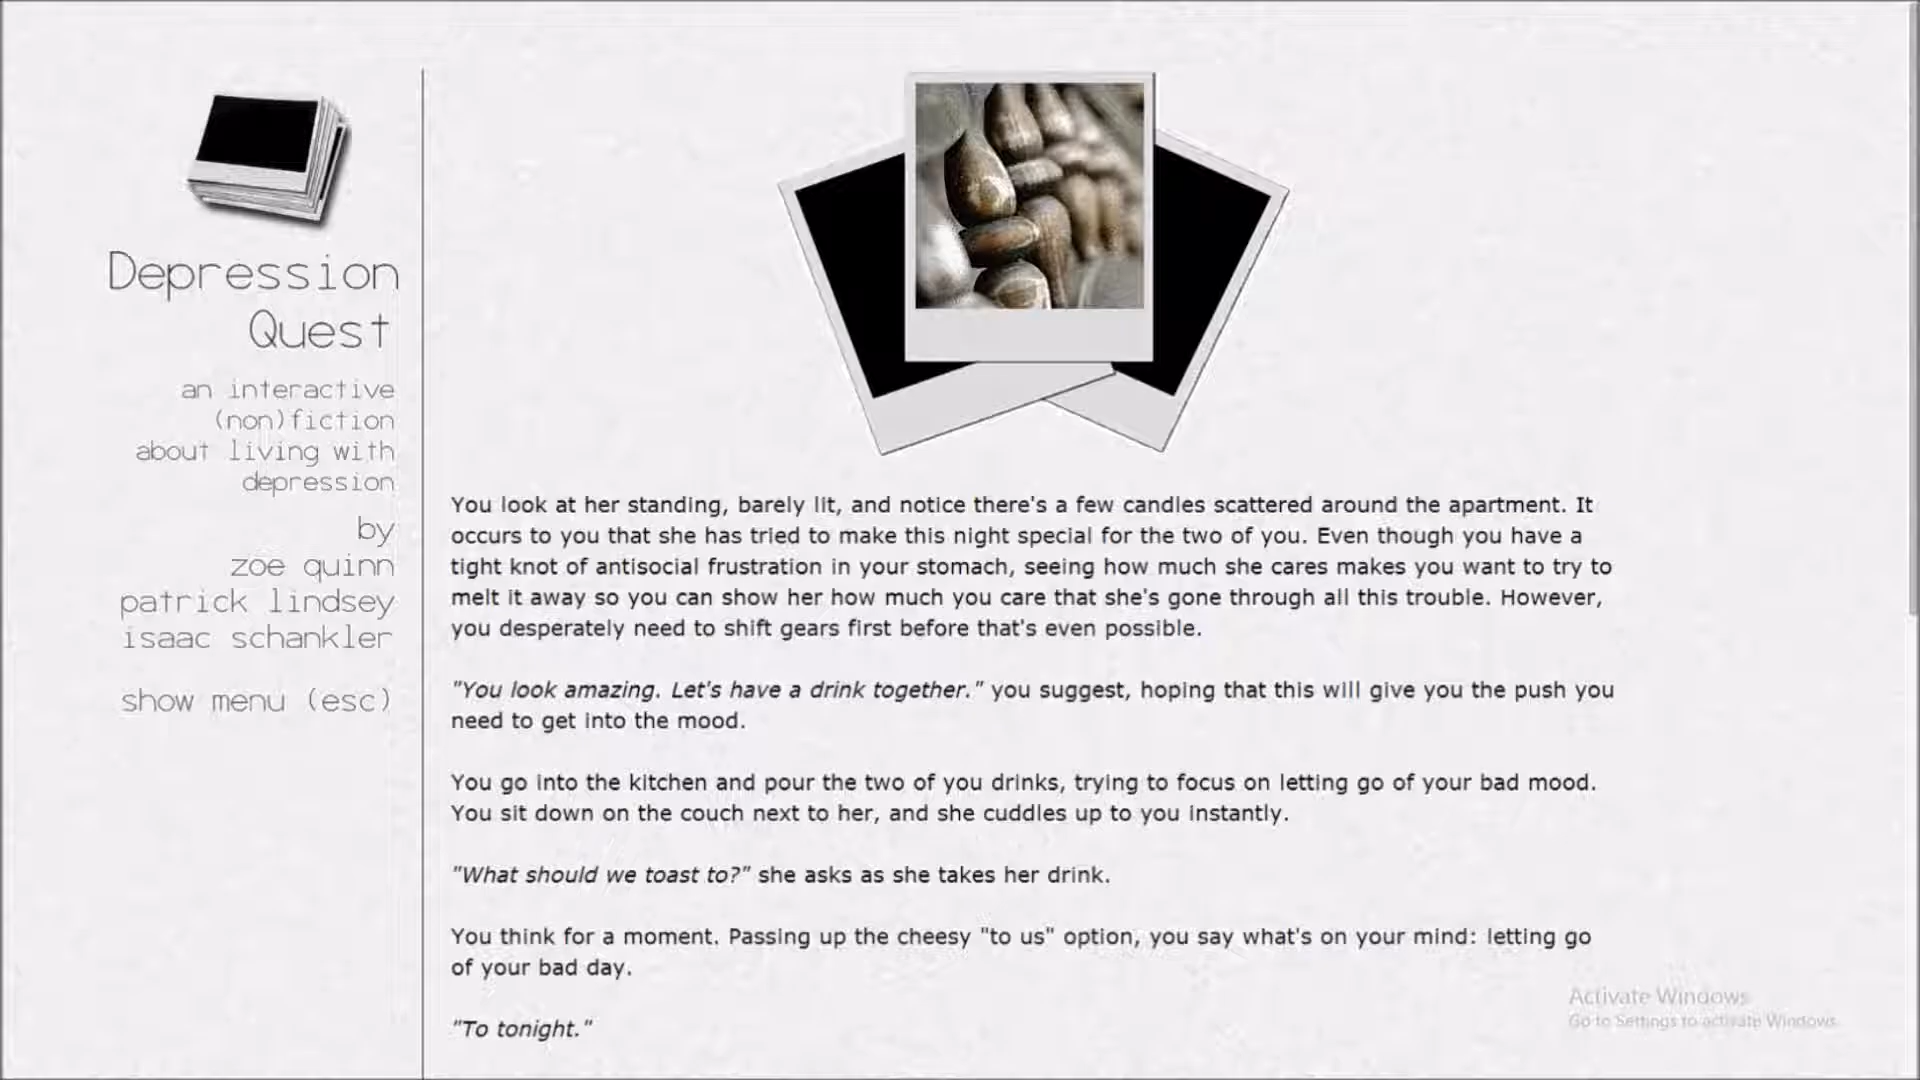 Depression
Quest
an interactive
(non)fiction
about living with
depression
by
zoe quinn
patrick lindsey
isaac schankler
show menu (esc)
You look at her standing, barely lit, and notice there's a few candles scattered around the apartment. It
occurs to you that she has tried to make this night special for the two of you. Even though you have a
tight knot of antisocial frustration in your stomach, seeing how much she cares makes you want to try to
melt it away so you can show her how much you care that she's gone through all this trouble. However,
you desperately need to shift gears first before that's even possible.
"You look amazing. Let's have a drink together." you suggest, hoping that this will give you the push you
need to get into the mood.
You go into the kitchen and pour the two of you drinks, trying to focus on letting go of your bad mood.
You sit down on the couch next to her, and she cuddles up to you instantly.
"What should we toast to?" she asks as she takes her drink.
You think for a moment. Passing up the cheesy "to us" option, you say what's on your mind: letting go
of your bad day.
"To tonight."
Activate Windows
Go to Settings to activate Windows.